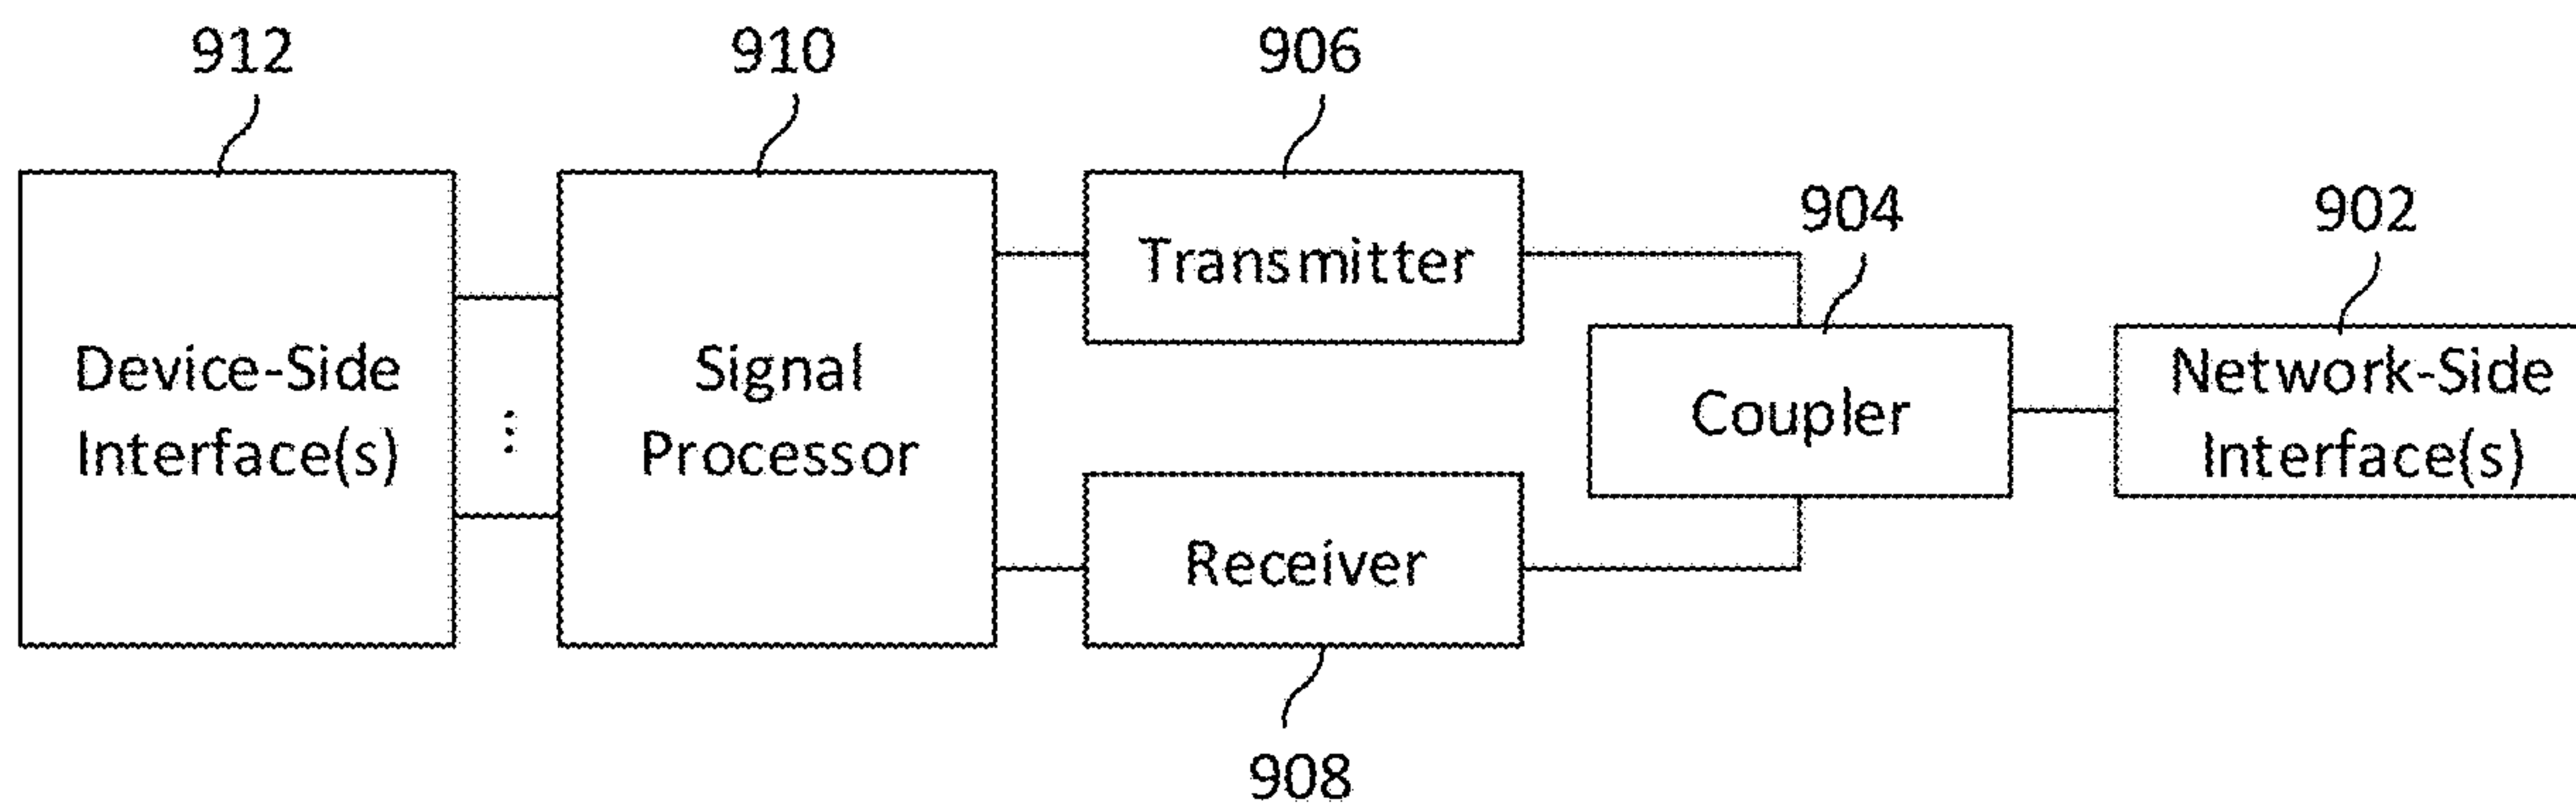 912
910
906
904
902
Device-Side
Interface(s)
Signal
Processor
Transmitter
Receiver
Coupler
Network-Side
Interface(s)
908